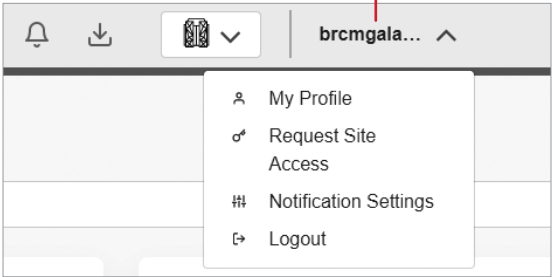 brcmgala...
My Profile
Request Site
Access
Notification Settings
Logout